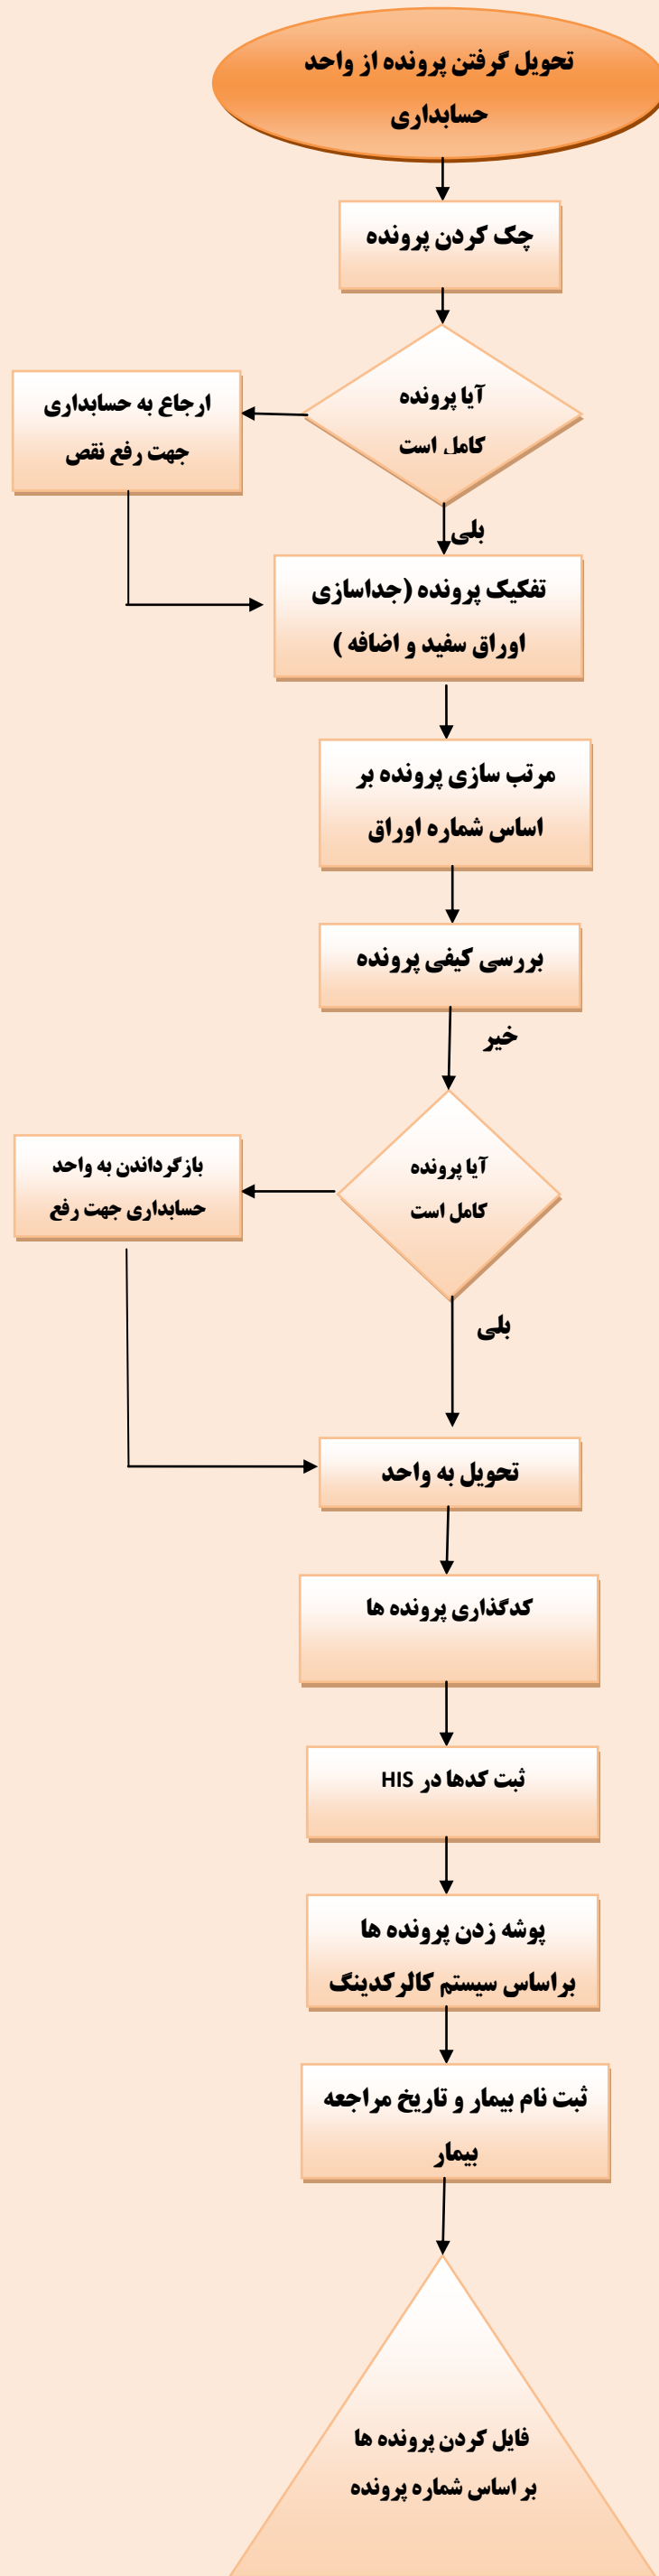 تحویل گرفتن پرونده از واحد
حسابداری
چک کردن پرونده
آیا پرونده
کامل است
ارجاع به حسابداری
جهت رفع نقص
بلی
تفکیک پرونده (جداسازی
اوراق سفید و اضافه )
مرتب سازی پرونده بر
اساس شماره اوراق
بررسی کیفی پرونده
خیر
آیا پرونده
کامل است
بازگرداندن به واحد
حسابداری جهت رفع
بلی
تحویل به واحد
کدگذاری پرونده ها
ثبت کدها در HIS
پوشه زدن پرونده ها
براساس سیستم کالرکدینگ
ثبت نام بیمار و تاریخ مراجعه
بیمار
فایل کردن پرونده ها
بر اساس شماره پرونده